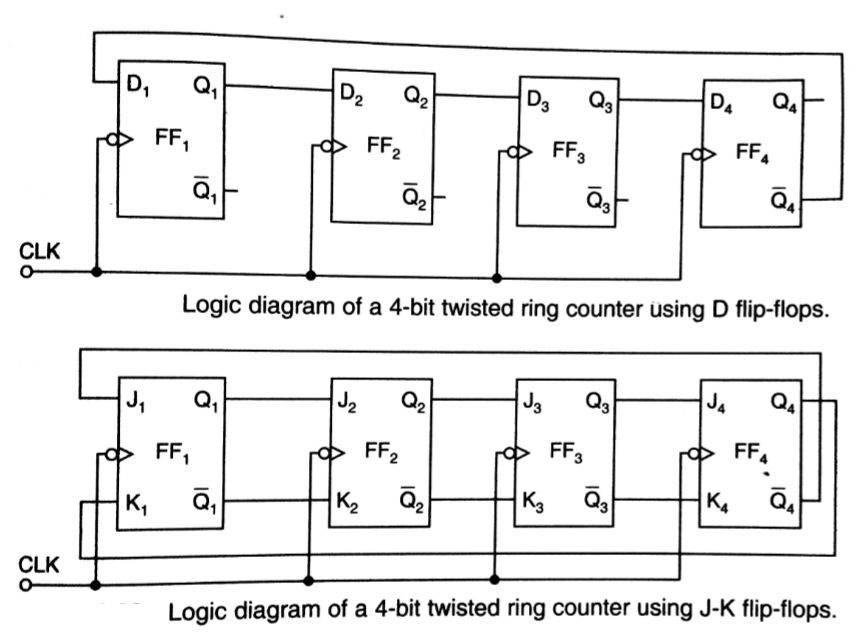 D₁ Q₁ D₂ Q₂ D₃ Q₃ D₄ Q₄
FF₁ FF₂ FF₃ FF₄
Q̅₁ Q̅₂ Q̅₃ Q̅₄
CLK
Logic diagram of a 4-bit twisted ring counter using D flip-flops.
J₁ Q₁ J₂ Q₂ J₃ Q₃ J₄ Q₄
FF₁ FF₂ FF₃ FF₄
K₁ Q̅₁ K₂ Q̅₂ K₃ Q̅₃ K₄ Q̅₄
CLK
Logic diagram of a 4-bit twisted ring counter using J-K flip-flops.